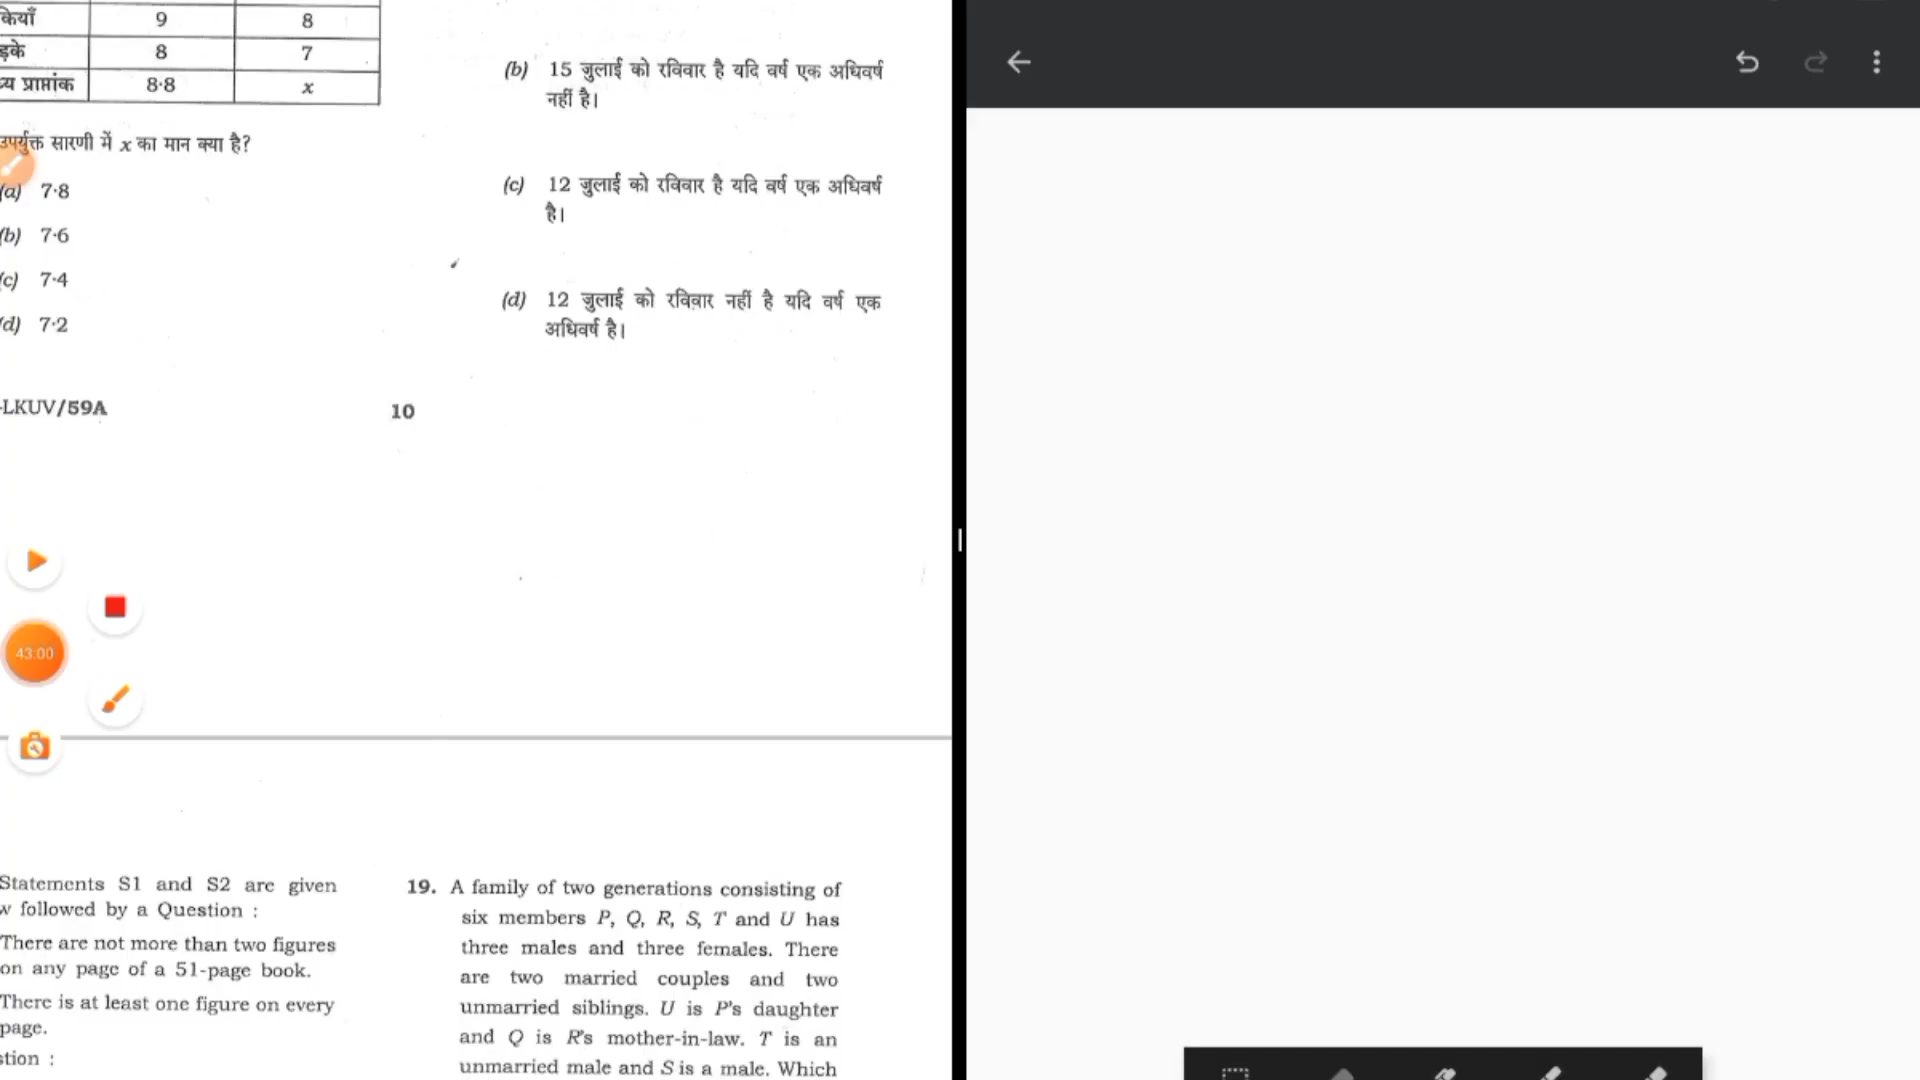 कियाँ 9 8
ड़के 8 7
य प्राप्तांक 8·8 x
उपर्युक्त सारणी में x का मान क्या है?
(a) 7·8
(b) 7·6
(c) 7·4
(d) 7·2
(b) 15 जुलाई को रविवार है यदि वर्ष एक अधिवर्ष
नहीं है।
(c) 12 जुलाई को रविवार है यदि वर्ष एक अधिवर्ष
है।
(d) 12 जुलाई को रविवार नहीं है यदि वर्ष एक
अधिवर्ष है।
-LKUV/59A 10
43:00
Statements S1 and S2 are given
w followed by a Question :
There are not more than two figures
on any page of a 51-page book.
There is at least one figure on every
page.
stion :
19. A family of two generations consisting of
six members P, Q, R, S, T and U has
three males and three females. There
are two married couples and two
unmarried siblings. U is P's daughter
and Q is R's mother-in-law. T is an
unmarried male and S is a male. Which